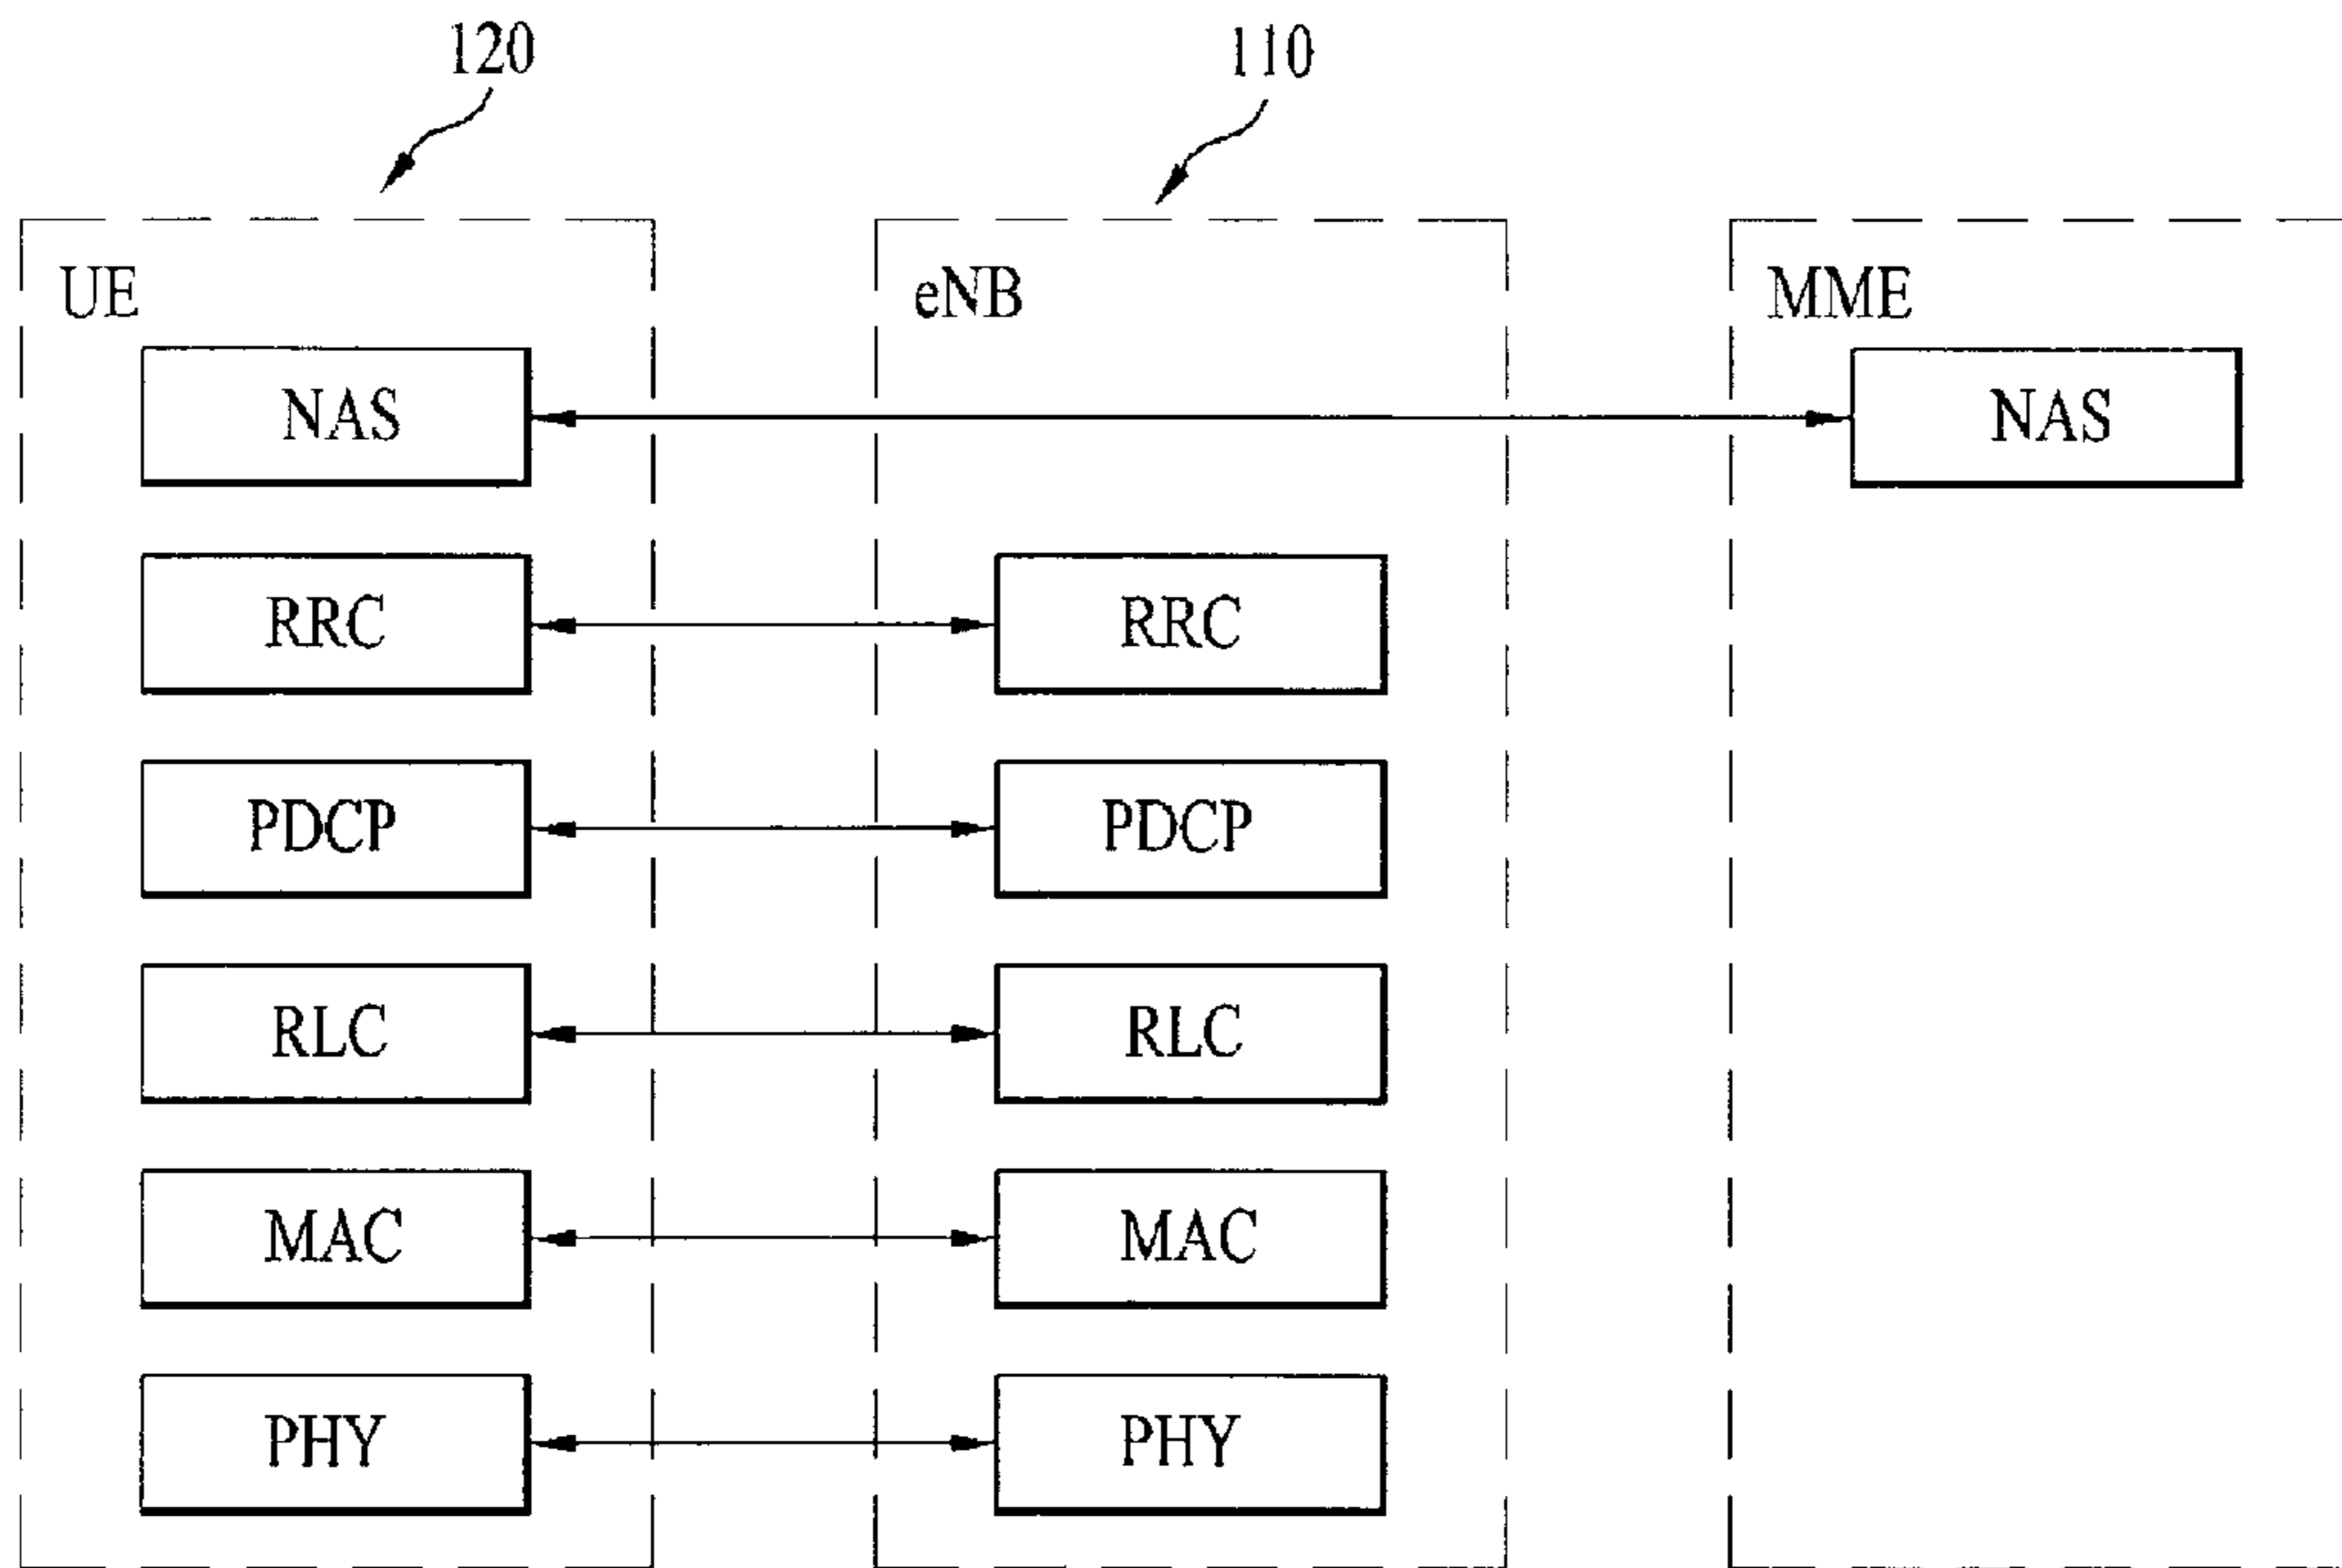 120 110
UE eNB MME
NAS NAS
RRC RRC
PDCP PDCP
RLC RLC
MAC MAC
PHY PHY